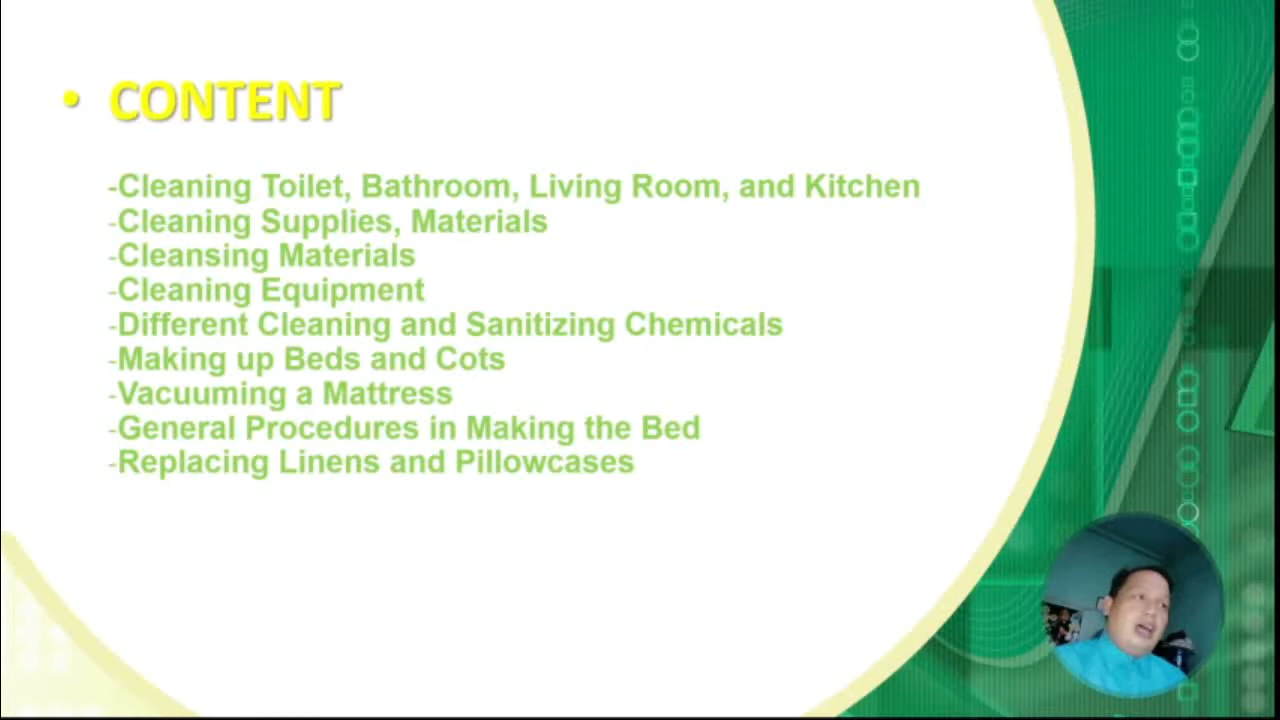 • CONTENT
-Cleaning Toilet, Bathroom, Living Room, and Kitchen
-Cleaning Supplies, Materials
-Cleansing Materials
-Cleaning Equipment
-Different Cleaning and Sanitizing Chemicals
-Making up Beds and Cots
-Vacuuming a Mattress
-General Procedures in Making the Bed
-Replacing Linens and Pillowcases